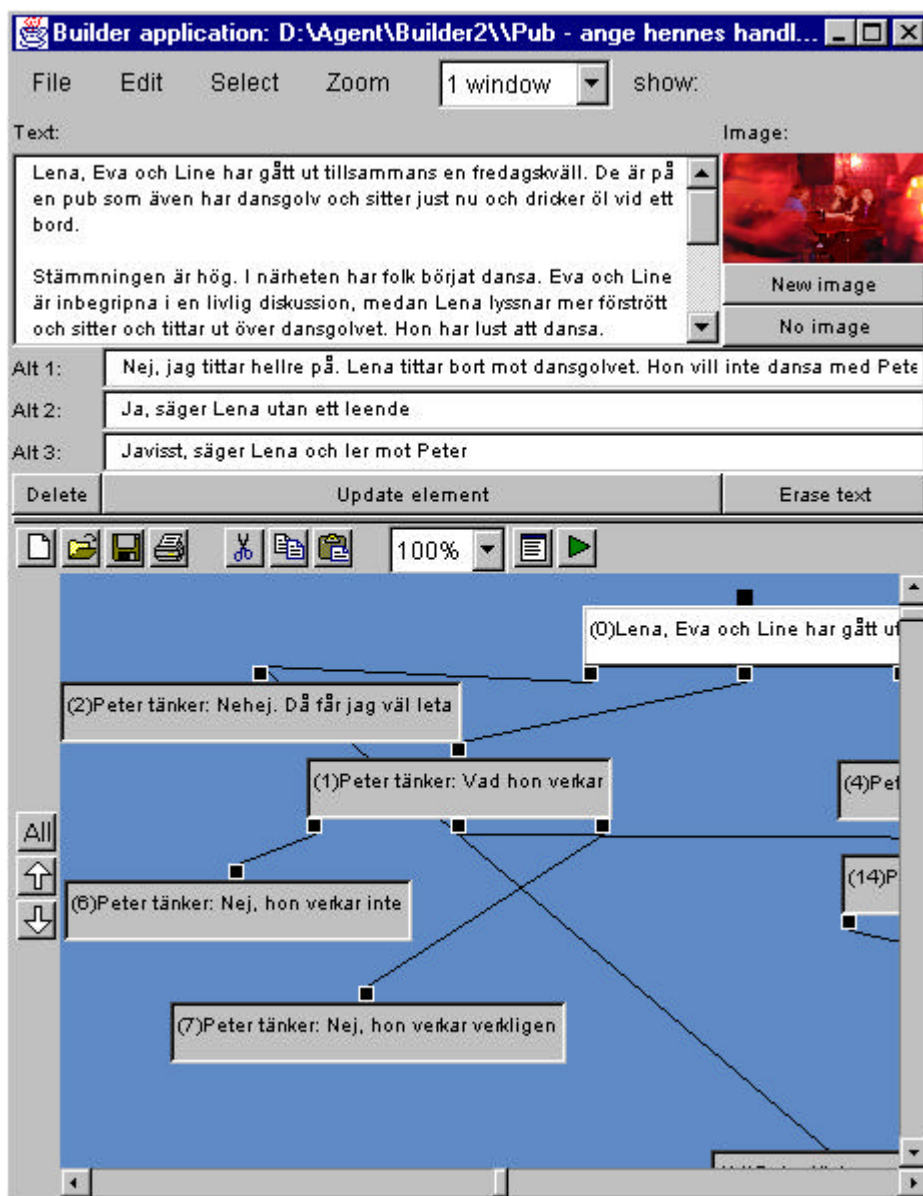 Builder application: D:\Agent\Builder2\\Pub - ange hennes handl...
File Edit Select Zoom 1 window show:
Text: Image:
Lena, Eva och Line har gått ut tillsammans en fredagskväll. De är på
en pub som även har dansgolv och sitter just nu och dricker öl vid ett
bord.
Stämmningen är hög. I närheten har folk börjat dansa. Eva och Line
är inbegripna i en livlig diskussion, medan Lena lyssnar mer förstrött
och sitter och tittar ut över dansgolvet. Hon har lust att dansa.
New image
No image
Alt 1: Nej, jag tittar hellre på. Lena tittar bort mot dansgolvet. Hon vill inte dansa med Pete
Alt 2: Ja, säger Lena utan ett leende
Alt 3: Javisst, säger Lena och ler mot Peter
Delete Update element Erase text
100%
(0)Lena, Eva och Line har gått ut
(2)Peter tänker: Nehej. Då får jag väl leta
(1)Peter tänker: Vad hon verkar
(4)Pet
All
(14)P
(6)Peter tänker: Nej, hon verkar inte
(7)Peter tänker: Nej, hon verkar verkligen